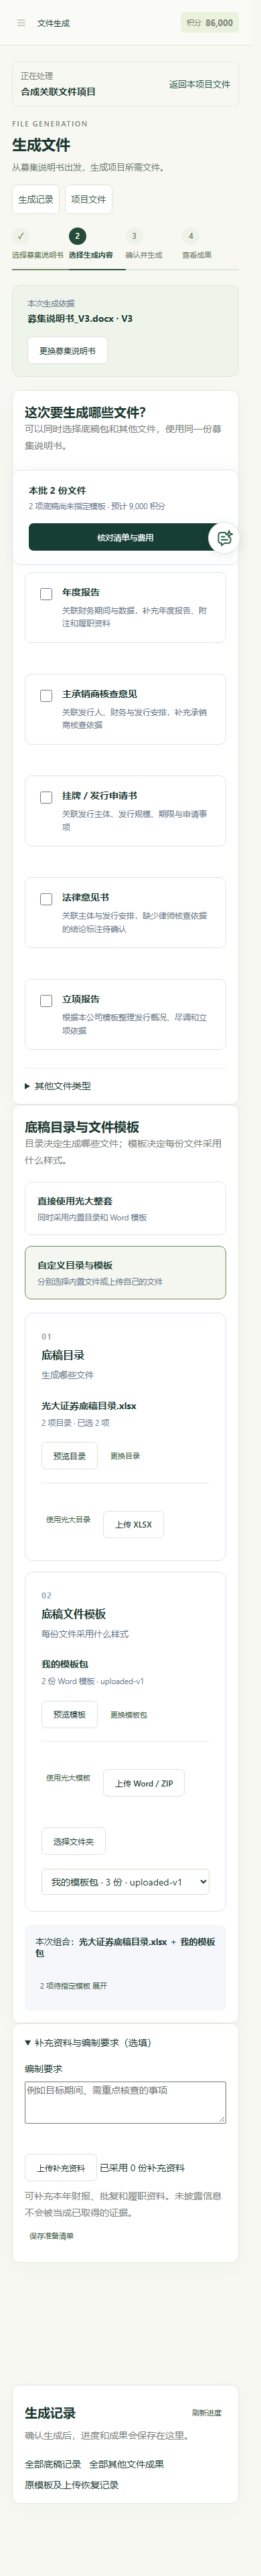 文件生成
积分 86,000
正在处理
合成关联文件项目
返回本项目文件
FILE GENERATION
生成文件
从募集说明书出发，生成项目所需文件。
生成记录
项目文件
✓
2
3
4
选择募集说明书
选择生成内容
确认并生成
查看成果
本次生成依据
募集说明书_V3.docx · V3
更换募集说明书
这次要生成哪些文件？
可以同时选择底稿包和其他文件，使用同一份募
集说明书。
本批 2 份文件
2 项底稿尚未指定模板 · 预计 9,000 积分
核对清单与费用
年度报告
关联财务期间与数据，补充年度报告、附
注和履职资料
主承销商核查意见
关联发行人、财务与发行安排，补充承销
商核查依据
挂牌 / 发行申请书
关联发行主体、发行规模、期限与申请事
项
法律意见书
关联主体与发行安排，缺少律师核查依据
的结论标注待确认
立项报告
根据本公司模板整理发行概况、尽调和立
项依据
其他文件类型
底稿目录与文件模板
目录决定生成哪些文件；模板决定每份文件采用
什么样式。
直接使用光大整套
同时采用内置目录和 Word 模板
自定义目录与模板
分别选择内置文件或上传自己的文件
01
底稿目录
生成哪些文件
光大证券底稿目录.xlsx
2 项目录 · 已选 2 项
预览目录
更换目录
使用光大目录
上传 XLSX
02
底稿文件模板
每份文件采用什么样式
我的模板包
2 份 Word 模板 · uploaded-v1
预览模板
更换模板包
使用光大模板
上传 Word / ZIP
选择文件夹
我的模板包 · 3 份 · uploaded-v1
本次组合：光大证券底稿目录.xlsx + 我的模板
包
2 项待指定模板 展开
补充资料与编制要求（选填）
编制要求
例如目标期间、需重点核查的事项
上传补充资料
已采用 0 份补充资料
可补充本年财报、批复和履职资料。未披露信息
不会被当成已取得的证据。
保存准备清单
生成记录
刷新进度
确认生成后，进度和成果会保存在这里。
全部底稿记录
全部其他文件成果
原模板及上传恢复记录